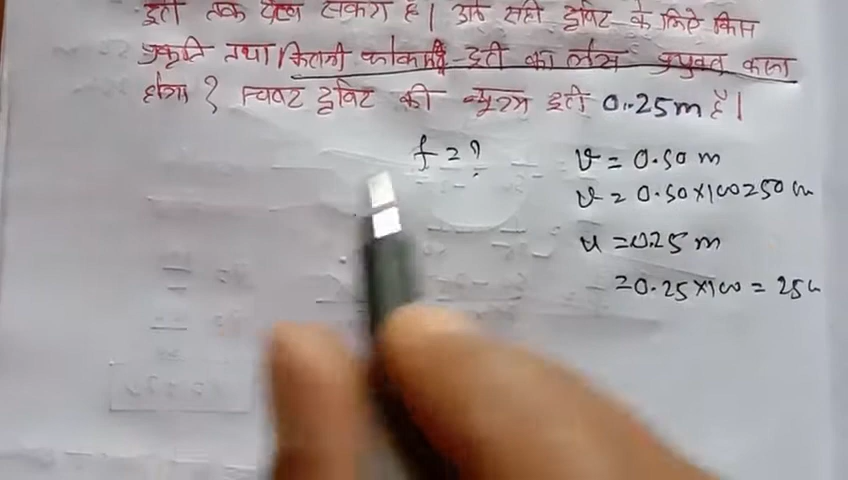 दूरी तक देख सकता है। उसे सही दृष्टि के लिए किस
प्रकृति तथा कितनी फोकस दूरी का लेंस प्रयुक्त करना
होगा? स्पष्ट दृष्टि की न्यूनतम दूरी 0.25m है।
f = ?
v = 0.50 m
v = 0.50×100=50 cm
u = 0.25 m
= 0.25×100 = 25c